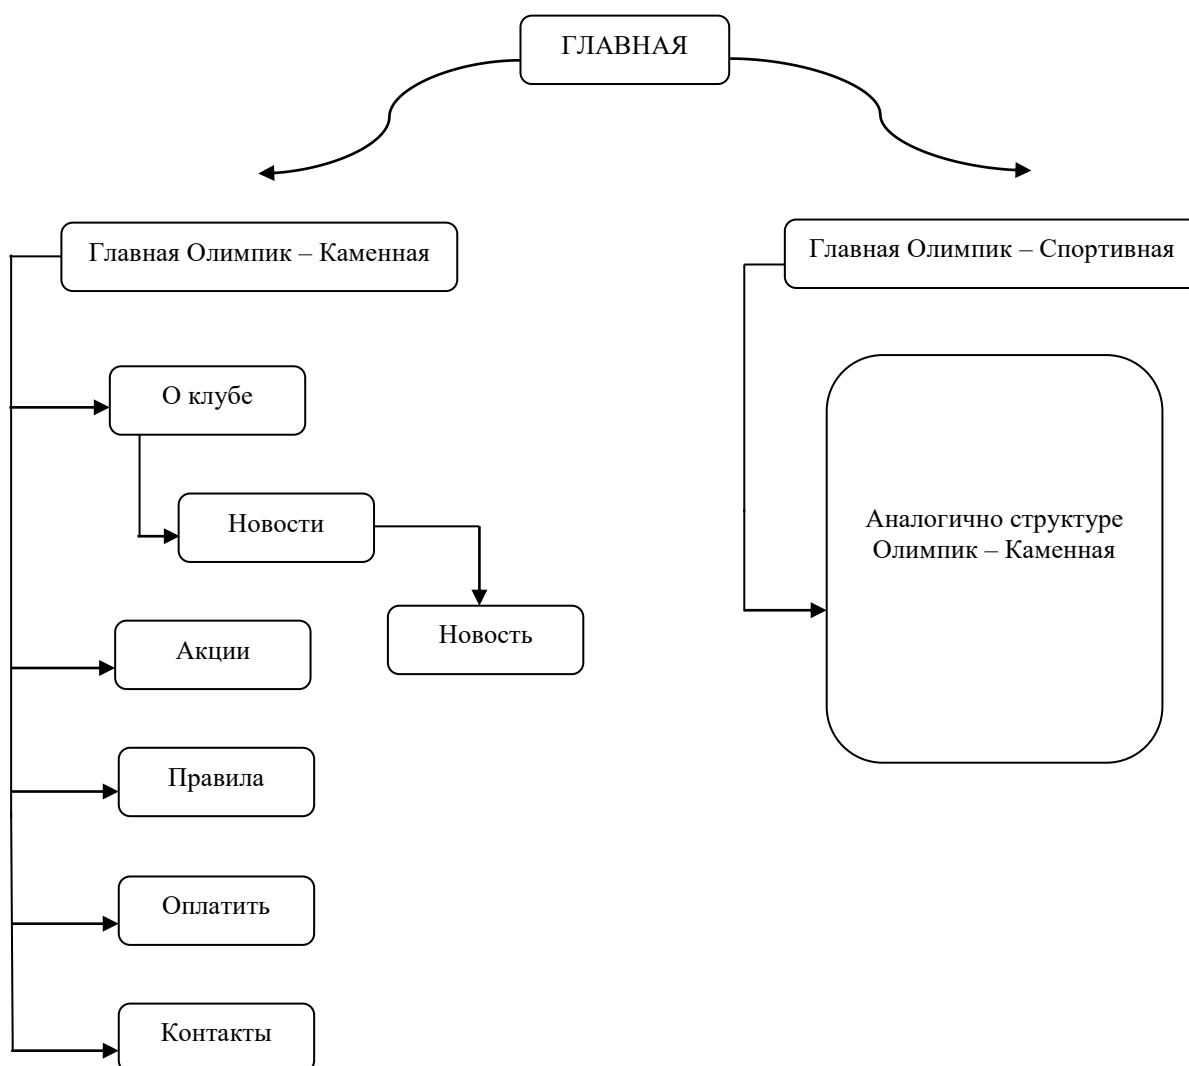 ГЛАВНАЯ
Главная Олимпик – Каменная
Главная Олимпик – Спортивная
О клубе
Новости
Новость
Акции
Правила
Оплатить
Контакты
Аналогично структуре
Олимпик – Каменная